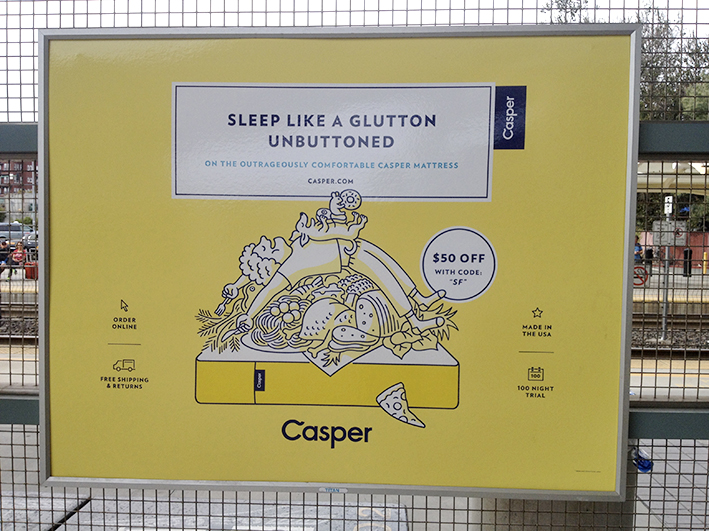 SLEEP LIKE A GLUTTON
UNBUTTONED
ON THE OUTRAGEOUSLY COMFORTABLE CASPER MATTRESS
CASPER.COM
Casper
$50 OFF
WITH CODE:
"SF"
ORDER
ONLINE
FREE SHIPPING
& RETURNS
MADE IN
THE USA
100
100 NIGHT
TRIAL
Casper
Casper